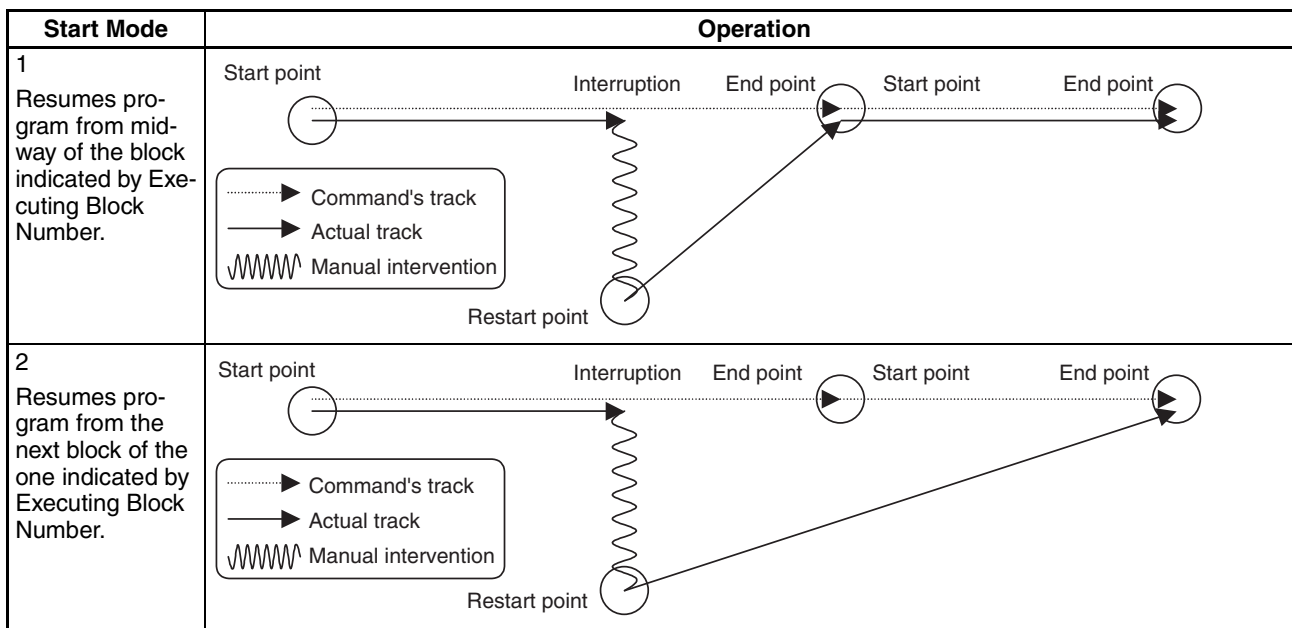 Start Mode
Operation
1
Resumes pro-
gram from mid-
way of the block
indicated by Exe-
cuting Block
Number.
Start point
Interruption
End point
Start point
End point
Command's track
Actual track
Manual intervention
Restart point
2
Resumes pro-
gram from the
next block of the
one indicated by
Executing Block
Number.
Start point
Interruption
End point
Start point
End point
Command's track
Actual track
Manual intervention
Restart point